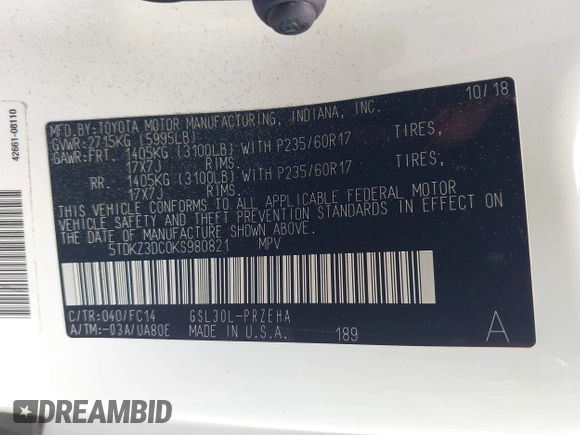 42661-08110
MFD.BY:TOYOTA MOTOR MANUFACTURING, INDIANA, INC. 10/18
GVWR:2715KG (5995LB)
GAWR:FRT. 1405KG (3100LB) WITH P235/60R17 TIRES,
17X7J RIMS.
RR. 1405KG (3100LB) WITH P235/60R17 TIRES,
17X7J RIMS.
THIS VEHICLE CONFORMS TO ALL APPLICABLE FEDERAL MOTOR
VEHICLE SAFETY AND THEFT PREVENTION STANDARDS IN EFFECT ON
THE DATE OF MANUFACTURE SHOWN ABOVE.
5TDKZ3DC0KS980821 MPV
C/TR:040/FC14 GSL30L-PRZEHA
A/TM:-03A/UA80E MADE IN U.S.A. 189 A
DREAMBID